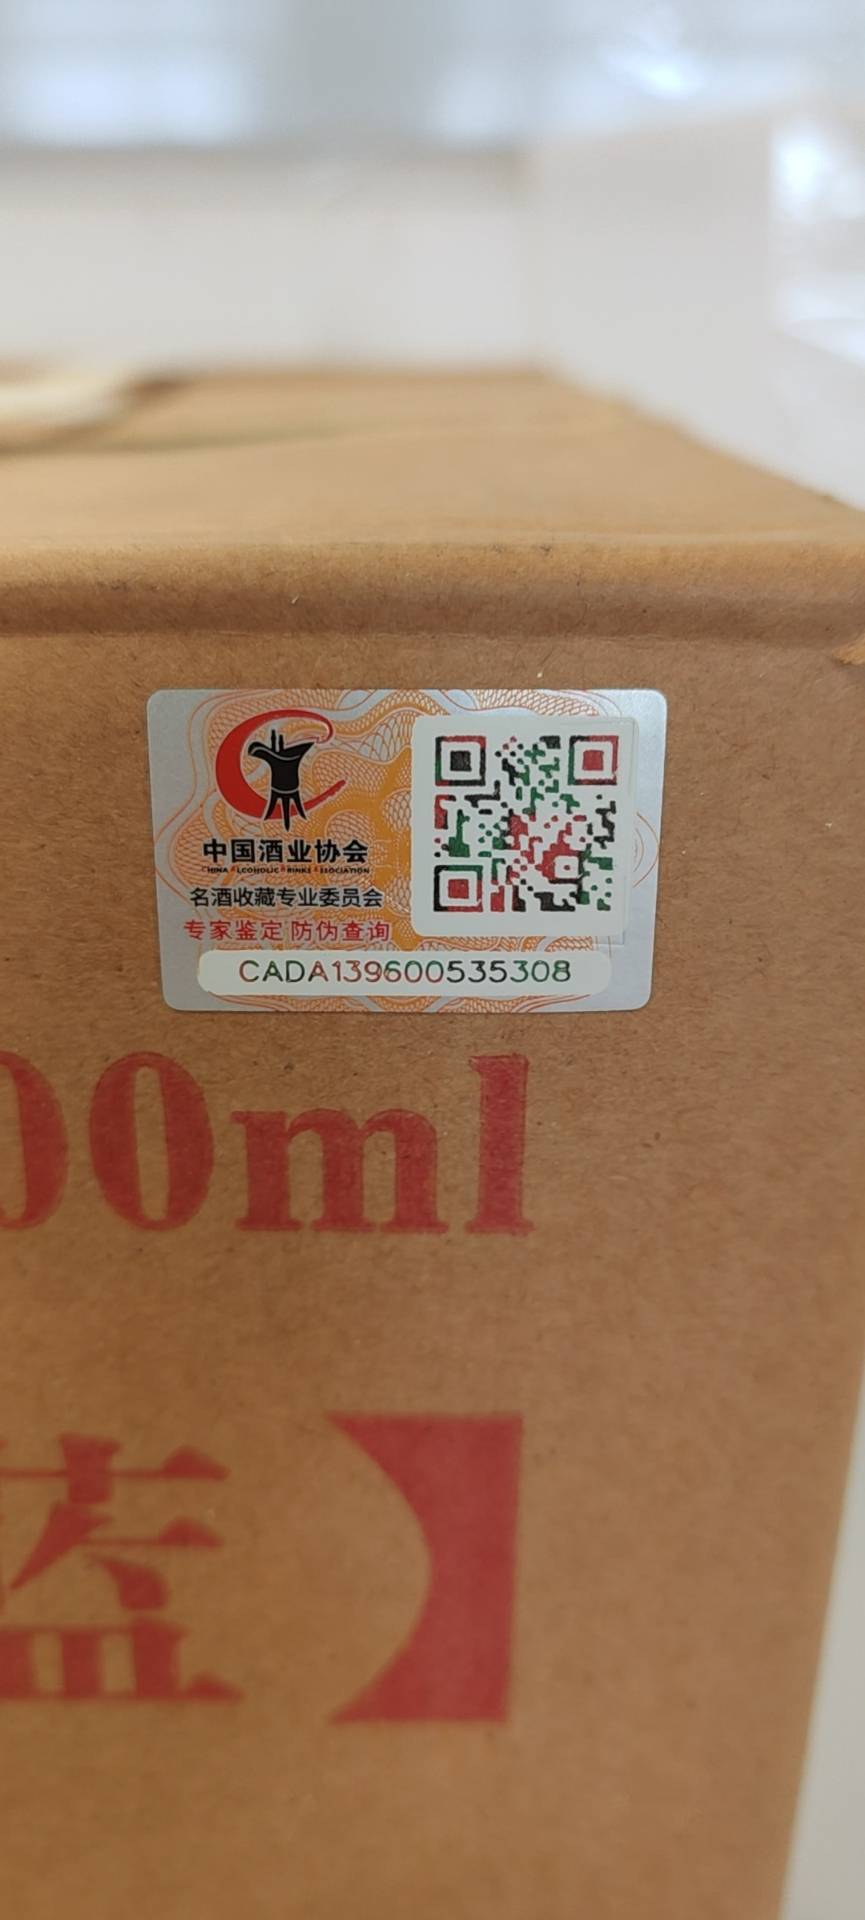 中国酒业协会
CHINA ALCOHOLIC DRINKS ASSOCIATION
名酒收藏专业委员会
专家鉴定 防伪查询
CADA139600535308
00ml
蓝】